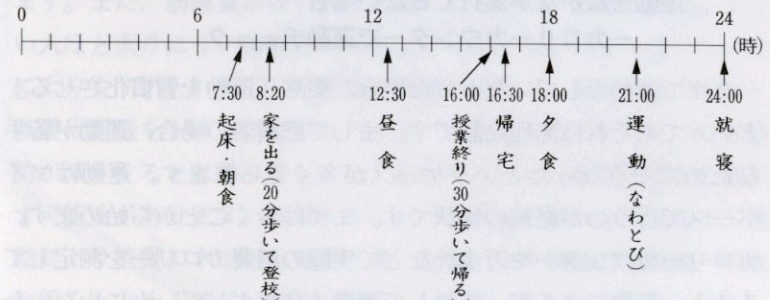 0 6 12 18 24
(時)
7:30
起床 朝食
8:20
家を出る(20分歩いて登校
12:30
昼食
16:00
授業終了(30分歩いて帰る
16:30
帰宅
18:00
夕食
21:00
運動(なわとび)
24:00
就寝